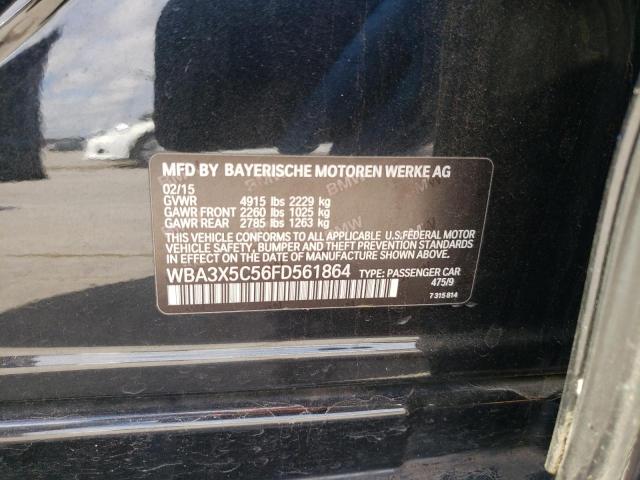 MFD BY BAYERISCHE MOTOREN WERKE AG
02/15
GVWR 4915 lbs 2229 kg
GAWR FRONT 2260 lbs 1025 kg
GAWR REAR 2785 lbs 1263 kg
THIS VEHICLE CONFORMS TO ALL APPLICABLE U.S.FEDERAL MOTOR
VEHICLE SAFETY, BUMPER AND THEFT PREVENTION STANDARDS
IN EFFECT ON THE DATE OF MANUFACTURE SHOWN ABOVE.
WBA3X5C56FD561864 TYPE: PASSENGER CAR
475/9
7 315 814